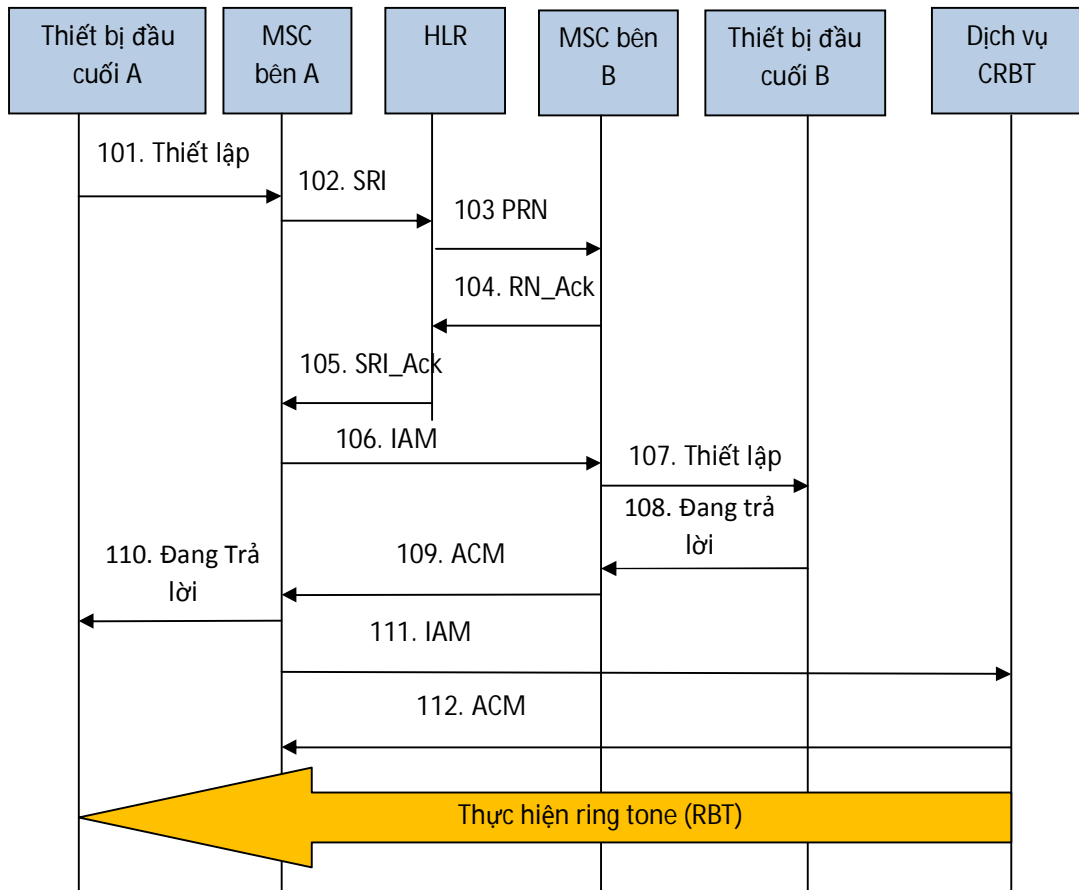 Thiết bị đầu
cuối A
MSC
bên A
HLR
MSC bên
B
Thiết bị đầu
cuối B
Dịch vụ
CRBT
101. Thiết lập
102. SRI
103 PRN
104. RN_Ack
105. SRI_Ack
106. IAM
107. Thiết lập
108. Đang trả
lời
109. ACM
110. Đang Trả
lời
111. IAM
112. ACM
Thực hiện ring tone (RBT)